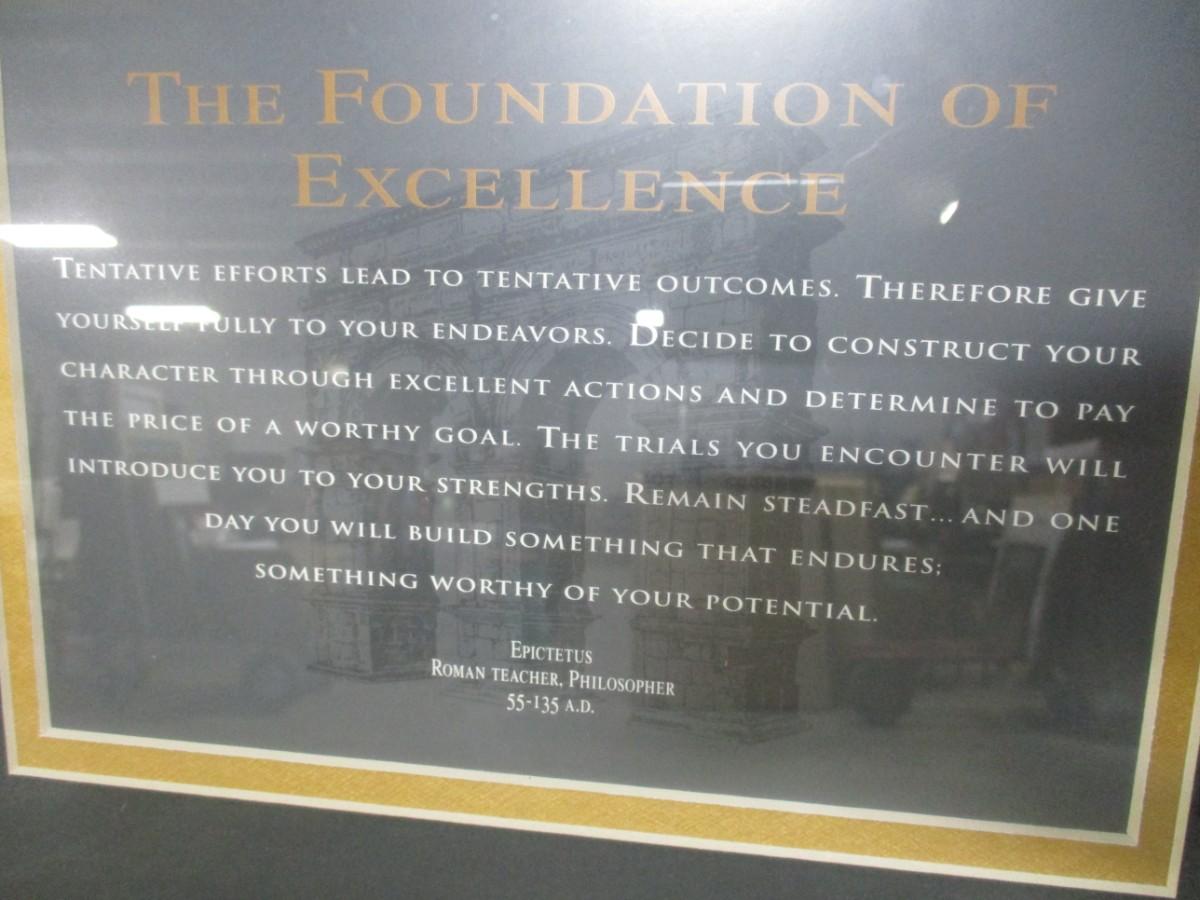 The Foundation of
Excellence
Tentative efforts lead to tentative outcomes. Therefore give
yourself fully to your endeavors. Decide to construct your
character through excellent actions and determine to pay
the price of a worthy goal. The trials you encounter will
introduce you to your strengths. Remain steadfast... and one
day you will build something that endures;
something worthy of your potential.
Epictetus
Roman teacher, Philosopher
55-135 A.D.